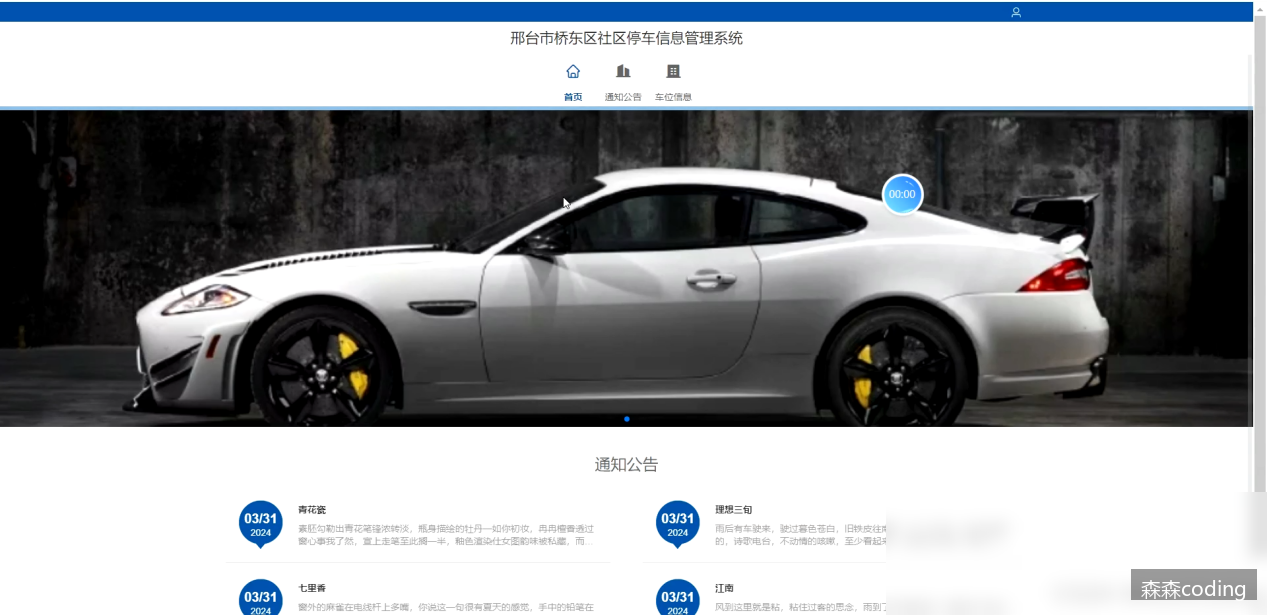 邢台市桥东区社区停车信息管理系统
首页
通知公告
车位信息
00:00
通知公告
03/31
2024
青花瓷
素胚勾勒出青花笔锋浓转淡，瓶身描绘的牡丹一如你初妆，冉冉檀香透过
窗心事我了然，宣上走笔至此搁一半，釉色渲染仕女图韵味被私藏，而...
03/31
2024
理想三旬
雨后有车驶来，驶过暮色苍白，旧铁皮往南
的，诗歌电台，不动情的咳嗽，至少看起来
03/31
2024
七里香
窗外的麻雀在电线杆上多嘴，你说这一句很有夏天的感觉，手中的铅笔在
03/31
2024
江南
风到这里就是粘，粘住过客的思念，雨到了
森森coding